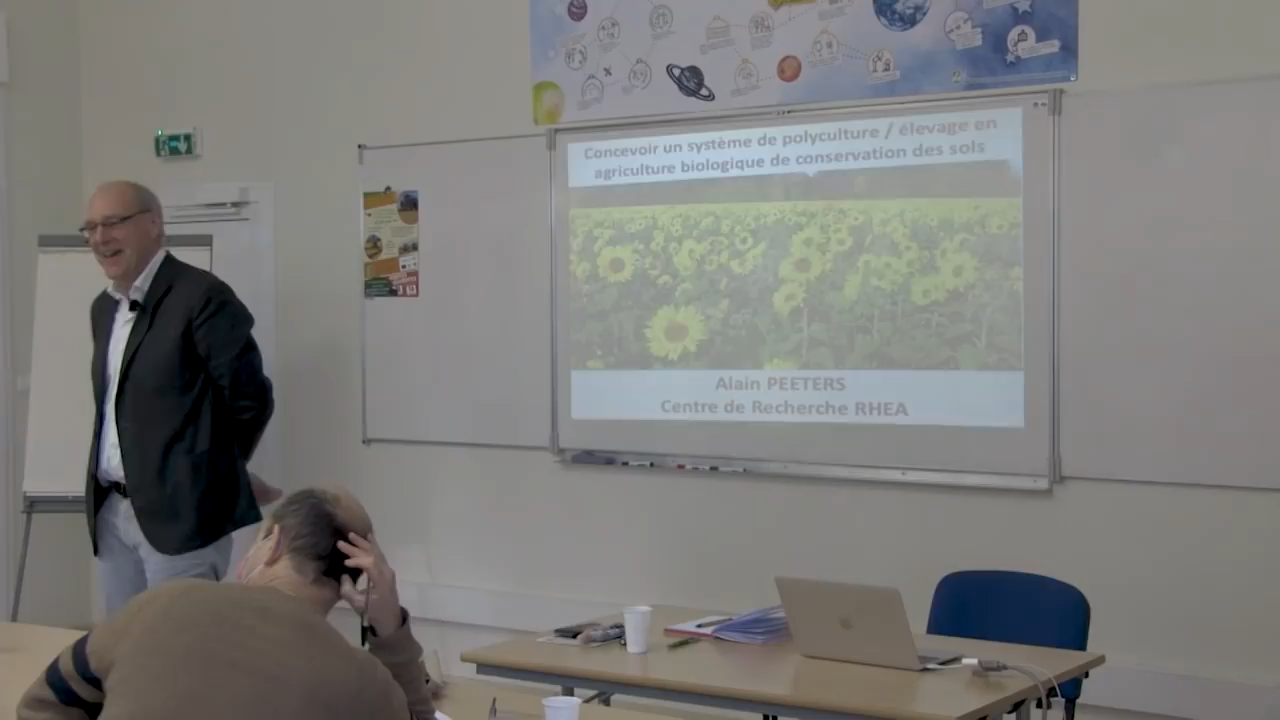 Concevoir un système de polyculture / élevage en
agriculture biologique de conservation des sols
Alain PEETERS
Centre de Recherche RHEA